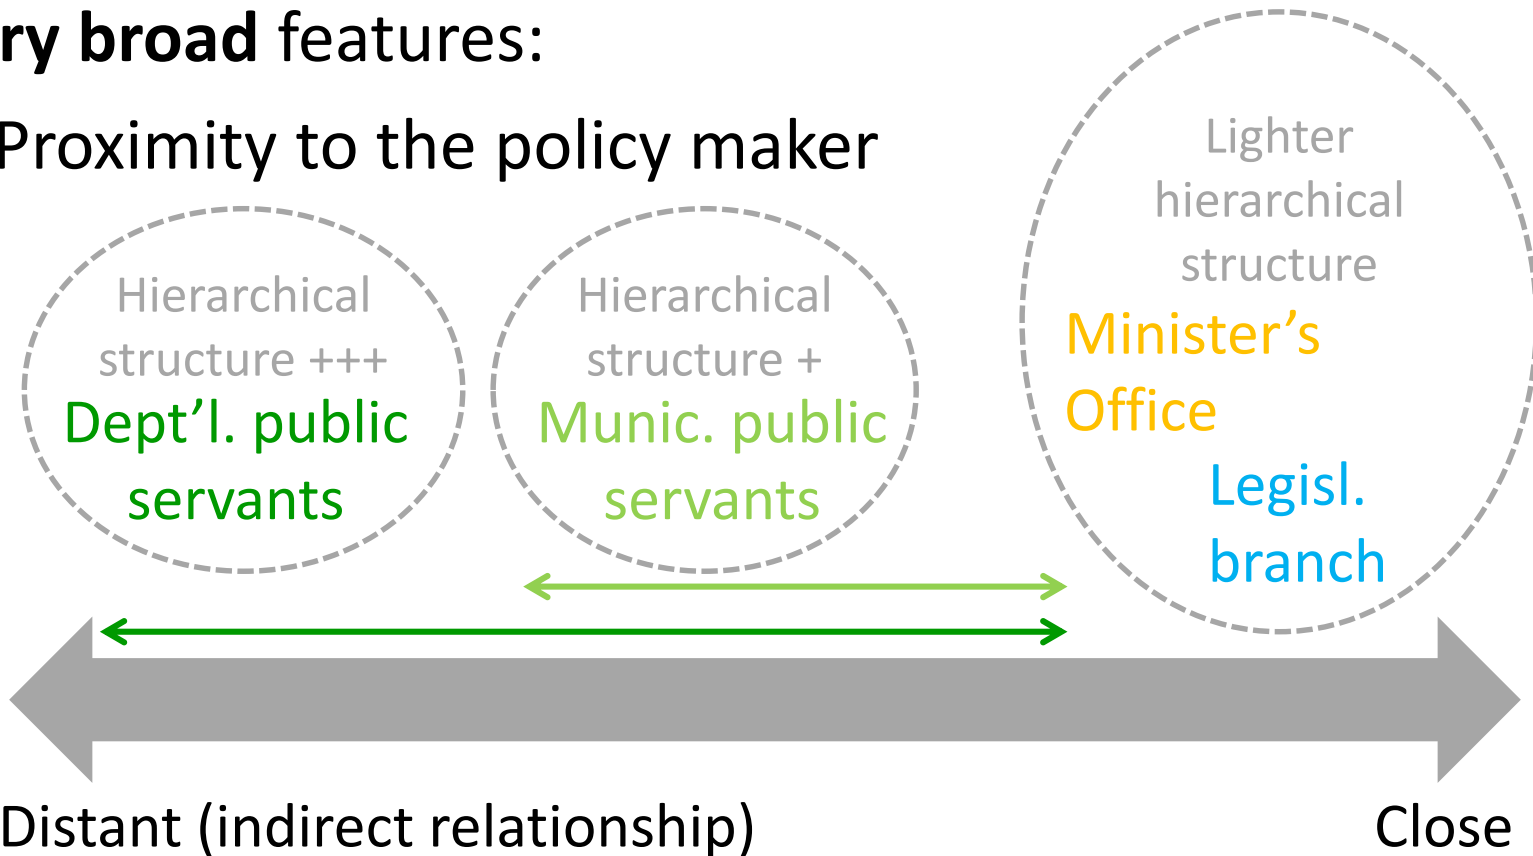 ry broad features:
Proximity to the policy maker
Hierarchical
structure +++
Dept’l. public
servants
Hierarchical
structure +
Munic. public
servants
Lighter
hierarchical
structure
Minister’s
Office
Legisl.
branch
Distant (indirect relationship)
Close